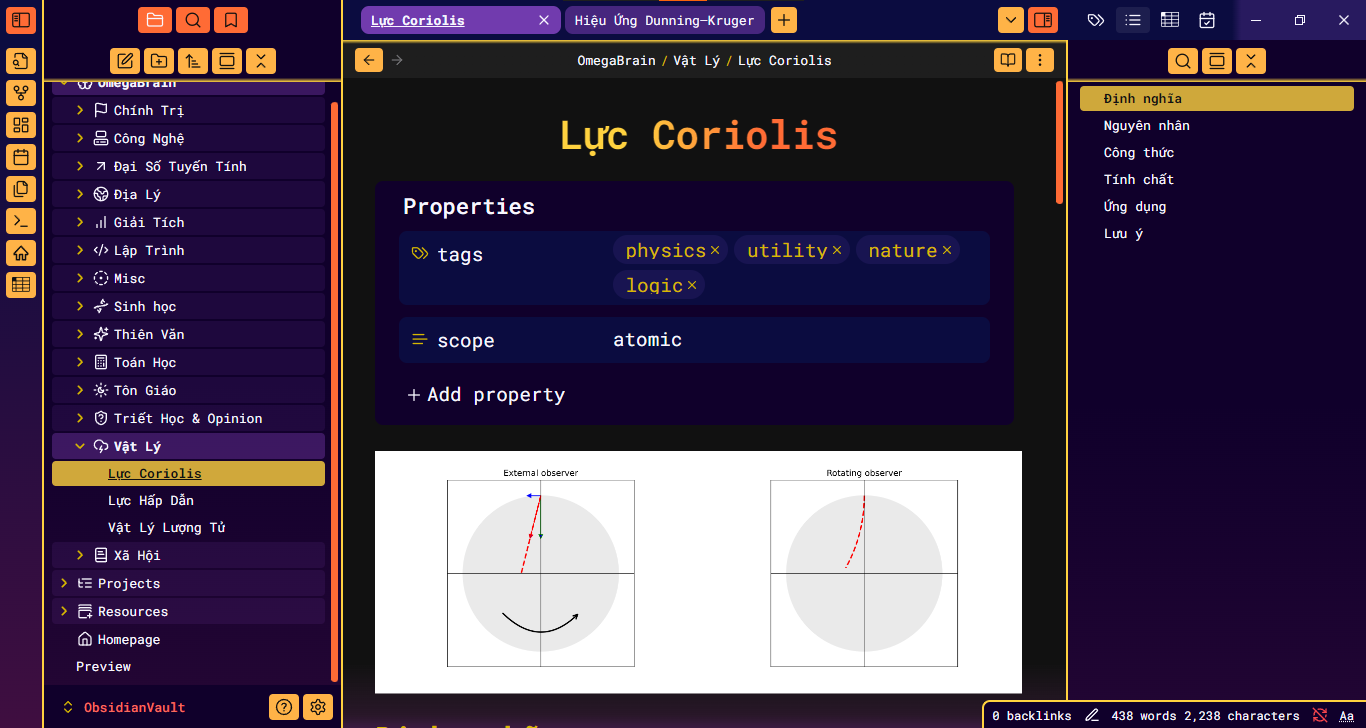 Lực Coriolis
Hiệu Ứng Dunning-Kruger
OmegaBrain / Vật Lý / Lực Coriolis
OmegaBrain
Chính Trị
Công Nghệ
Đại Số Tuyến Tính
Địa Lý
Giải Tích
Lập Trình
Misc
Sinh học
Thiên Văn
Toán Học
Tôn Giáo
Triết Học & Opinion
Vật Lý
Lực Coriolis
Lực Hấp Dẫn
Vật Lý Lượng Tử
Xã Hội
Projects
Resources
Homepage
Preview
ObsidianVault
Lực Coriolis
Properties
tags
physics
utility
nature
logic
scope
atomic
Add property
External observer
Rotating observer
Định nghĩa
Nguyên nhân
Công thức
Tính chất
Ứng dụng
Lưu ý
0 backlinks
438 words 2,238 characters
Aa